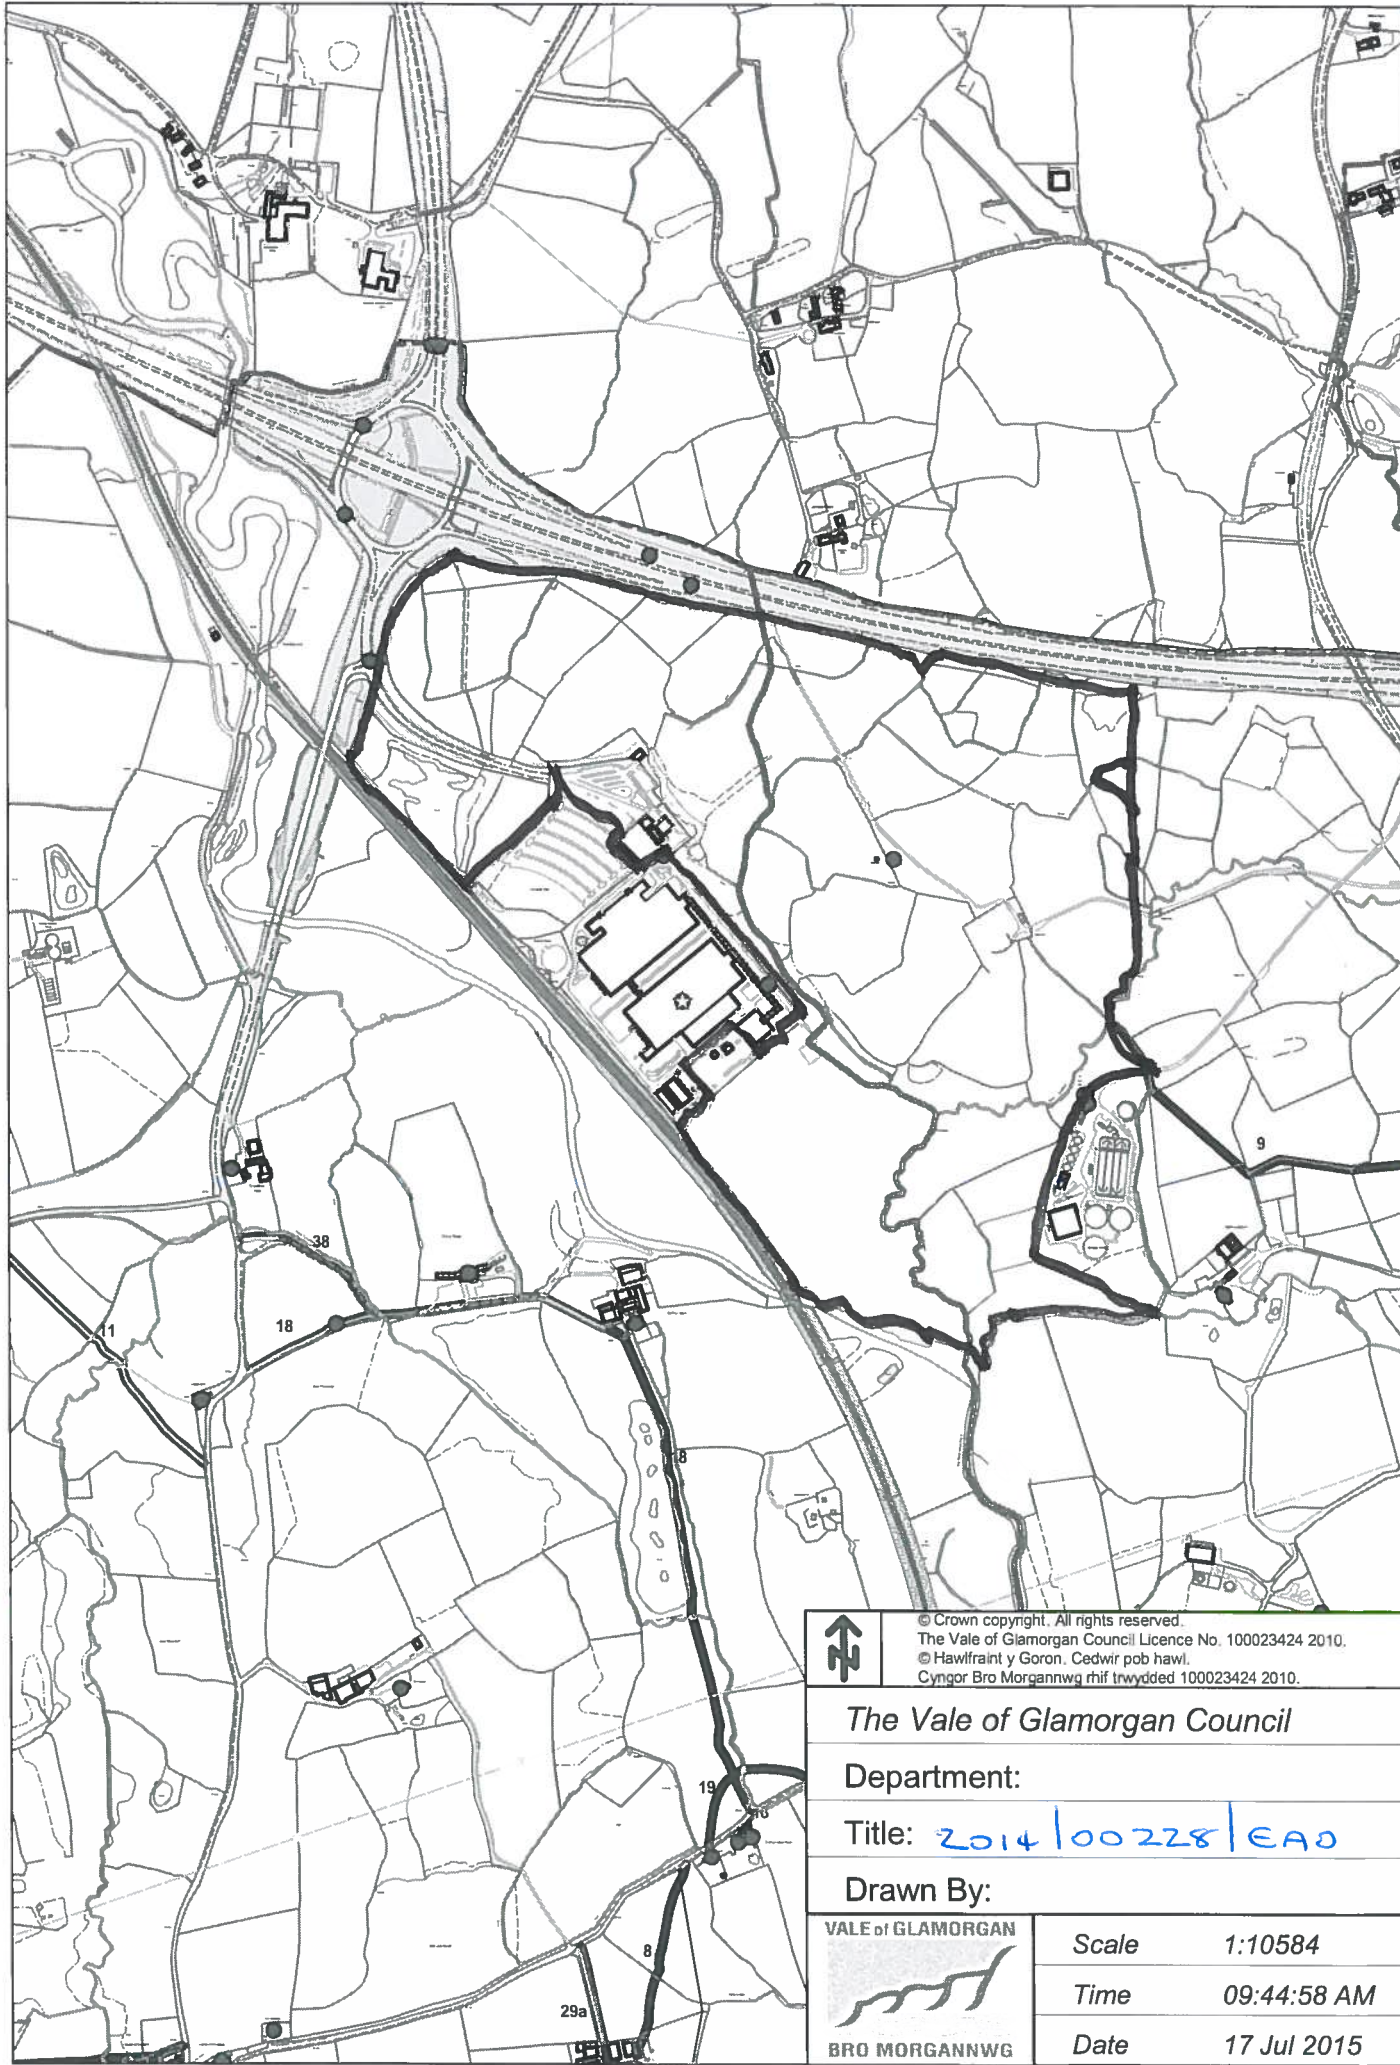 9
38
11
18
8
19
8
29a
© Crown copyright. All rights reserved.
The Vale of Glamorgan Council Licence No. 100023424 2010.
© Hawlfraint y Goron. Cedwir pob hawl.
Cyngor Bro Morgannwg rhif trwydded 100023424 2010.
The Vale of Glamorgan Council
Department:
Title: 2014/00228/EAO
Drawn By:
VALE of GLAMORGAN
BRO MORGANNWG
Scale 1:10584
Time 09:44:58 AM
Date 17 Jul 2015